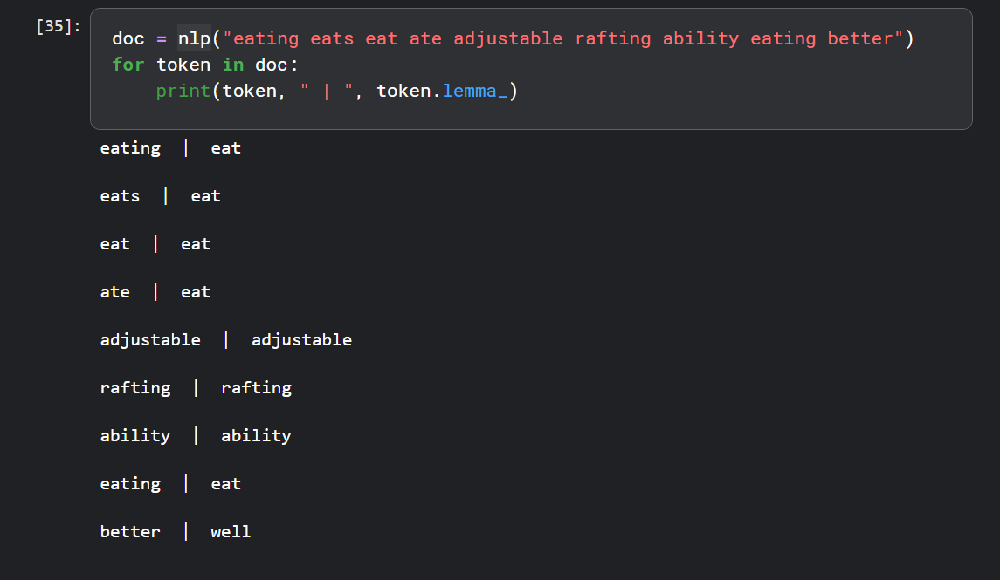 [35]:
doc = nlp("eating eats eat ate adjustable rafting ability eating better")
for token in doc:
    print(token, " | ", token.lemma_)
eating  |  eat
eats  |  eat
eat  |  eat
ate  |  eat
adjustable  |  adjustable
rafting  |  rafting
ability  |  ability
eating  |  eat
better  |  well